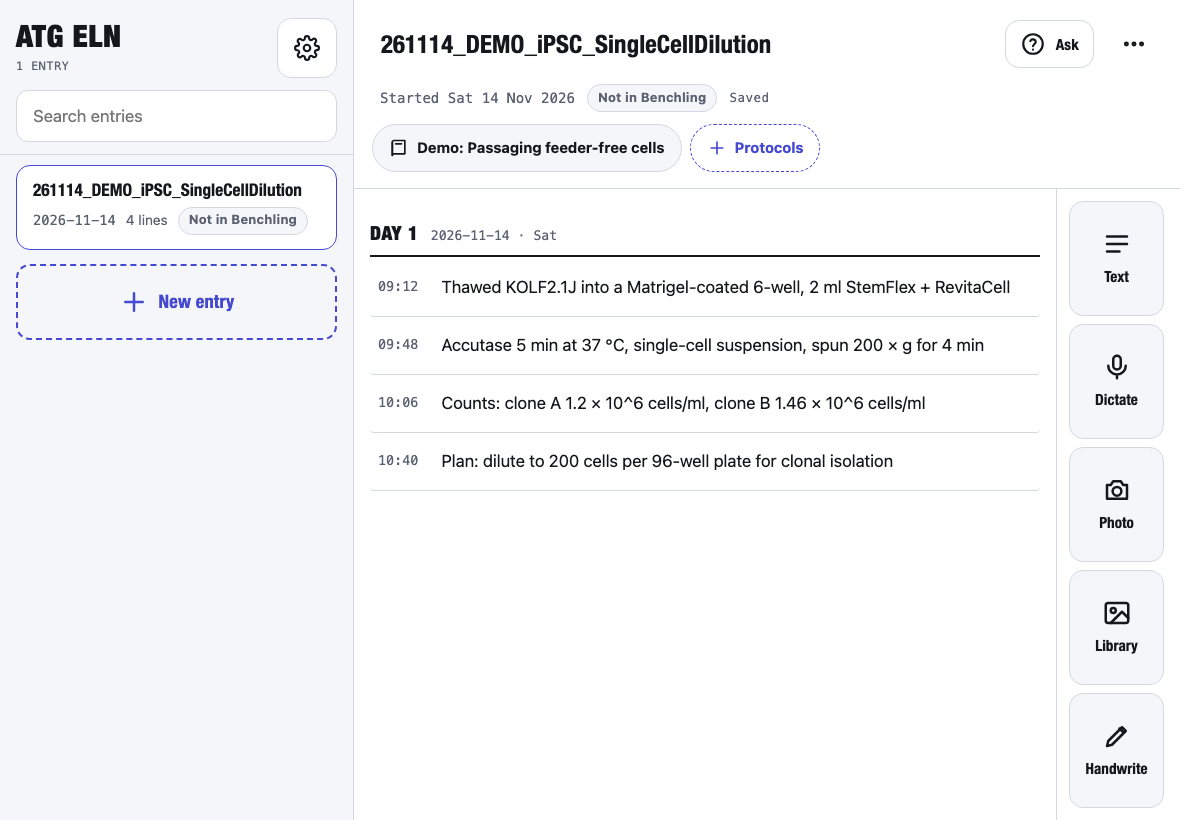 ATG ELN
1 ENTRY
Search entries
261114_DEMO_iPSC_SingleCellDilution
2026-11-14 4 lines Not in Benchling
New entry
261114_DEMO_iPSC_SingleCellDilution
Ask
Started Sat 14 Nov 2026 Not in Benchling Saved
Demo: Passaging feeder-free cells
Protocols
DAY 1 2026-11-14 · Sat
09:12 Thawed KOLF2.1J into a Matrigel-coated 6-well, 2 ml StemFlex + RevitaCell
09:48 Accutase 5 min at 37 °C, single-cell suspension, spun 200 × g for 4 min
10:06 Counts: clone A 1.2 × 10^6 cells/ml, clone B 1.46 × 10^6 cells/ml
10:40 Plan: dilute to 200 cells per 96-well plate for clonal isolation
Text
Dictate
Photo
Library
Handwrite